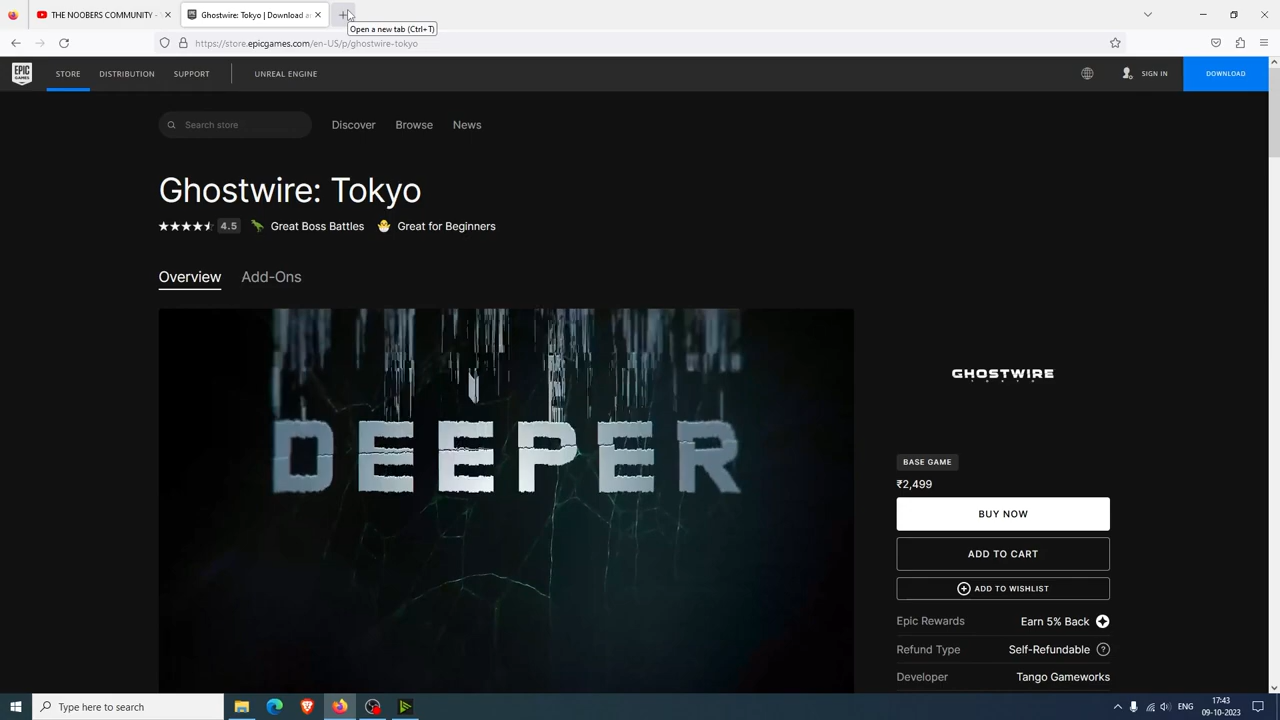 THE NOOBERS COMMUNITY -
Ghostwire: Tokyo | Download a
Open a new tab (Ctrl+T)
https://store.epicgames.com/en-US/p/ghostwire-tokyo
EPIC GAMES
STORE
DISTRIBUTION
SUPPORT
UNREAL ENGINE
SIGN IN
DOWNLOAD
Search store
Discover
Browse
News
Ghostwire: Tokyo
4.5
Great Boss Battles
Great for Beginners
Overview
Add-Ons
DEEPER
GHOSTWIRE
TOKYO
BASE GAME
₹2,499
BUY NOW
ADD TO CART
ADD TO WISHLIST
Epic Rewards
Earn 5% Back
Refund Type
Self-Refundable
Developer
Tango Gameworks
Type here to search
ENG
17:43
09-10-2023